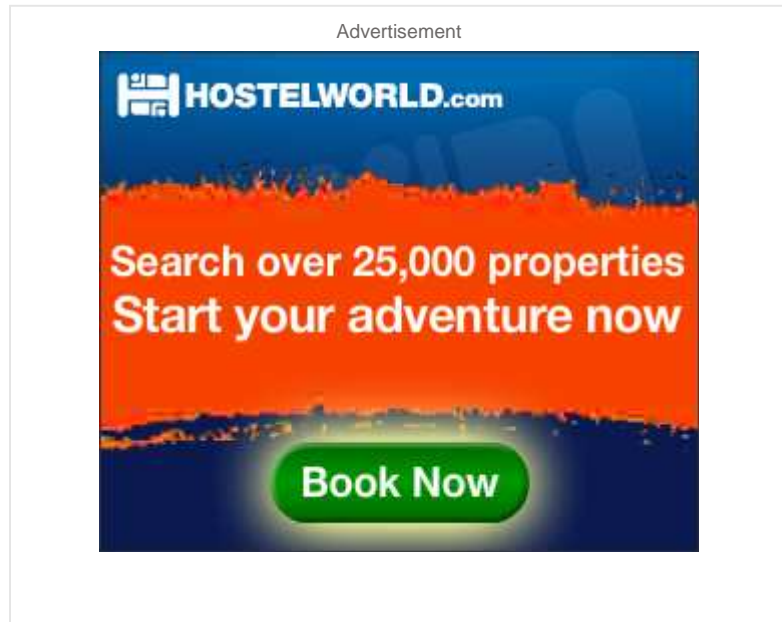 Advertisement
HOSTELWORLD.com
Search over 25,000 properties
Start your adventure now
Book Now